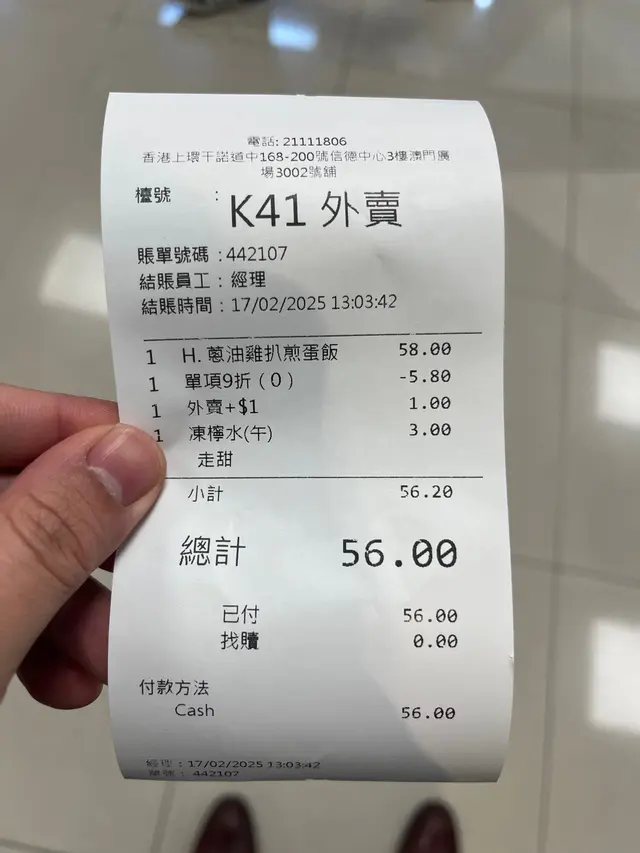 電話: 21111806
香港上環干諾道中168-200號信德中心3樓澳門廣
場3002號舖
檯號 : K41 外賣
賬單號碼 : 442107
結賬員工 : 經理
結賬時間 : 17/02/2025 13:03:42
1 H. 蔥油雞扒煎蛋飯 58.00
1 單項9折 ( 0 ) -5.80
1 外賣+$1 1.00
1 凍檸水(午) 3.00
走甜
小計 56.20
總計 56.00
已付 56.00
找贖 0.00
付款方法
Cash 56.00
經理 : 17/02/2025 13:03:42
單號 : 442107